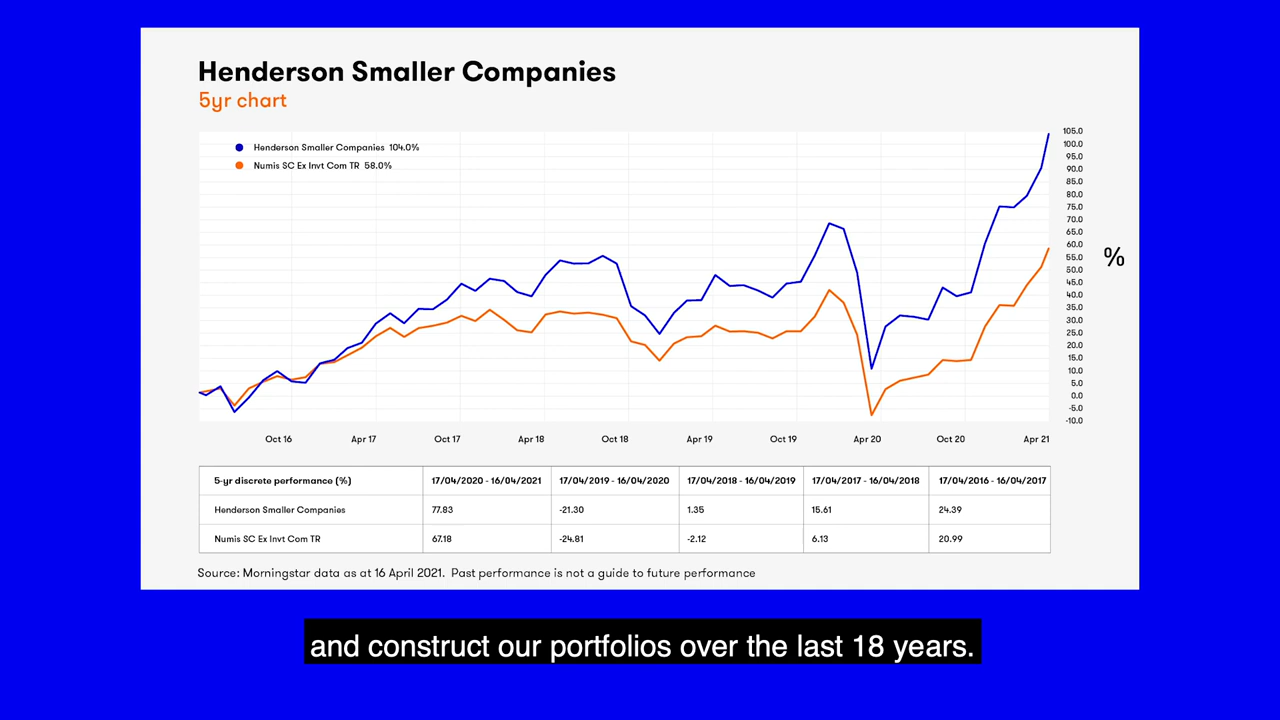 Henderson Smaller Companies
5yr chart
Henderson Smaller Companies 104.0%
Numis SC Ex Invt Com TR 58.0%
105.0
100.0
95.0
90.0
85.0
80.0
75.0
70.0
65.0
60.0
55.0
50.0
45.0
40.0
35.0
30.0
25.0
20.0
15.0
10.0
5.0
0.0
-5.0
-10.0
%
Oct 16 Apr 17 Oct 17 Apr 18 Oct 18 Apr 19 Oct 19 Apr 20 Oct 20 Apr 21
5-yr discrete performance (%) 17/04/2020 - 16/04/2021 17/04/2019 - 16/04/2020 17/04/2018 - 16/04/2019 17/04/2017 - 16/04/2018 17/04/2016 - 16/04/2017
Henderson Smaller Companies 77.83 -21.30 1.35 15.61 24.39
Numis SC Ex Invt Com TR 67.18 -24.81 -2.12 6.13 20.99
Source: Morningstar data as at 16 April 2021. Past performance is not a guide to future performance
and construct our portfolios over the last 18 years.